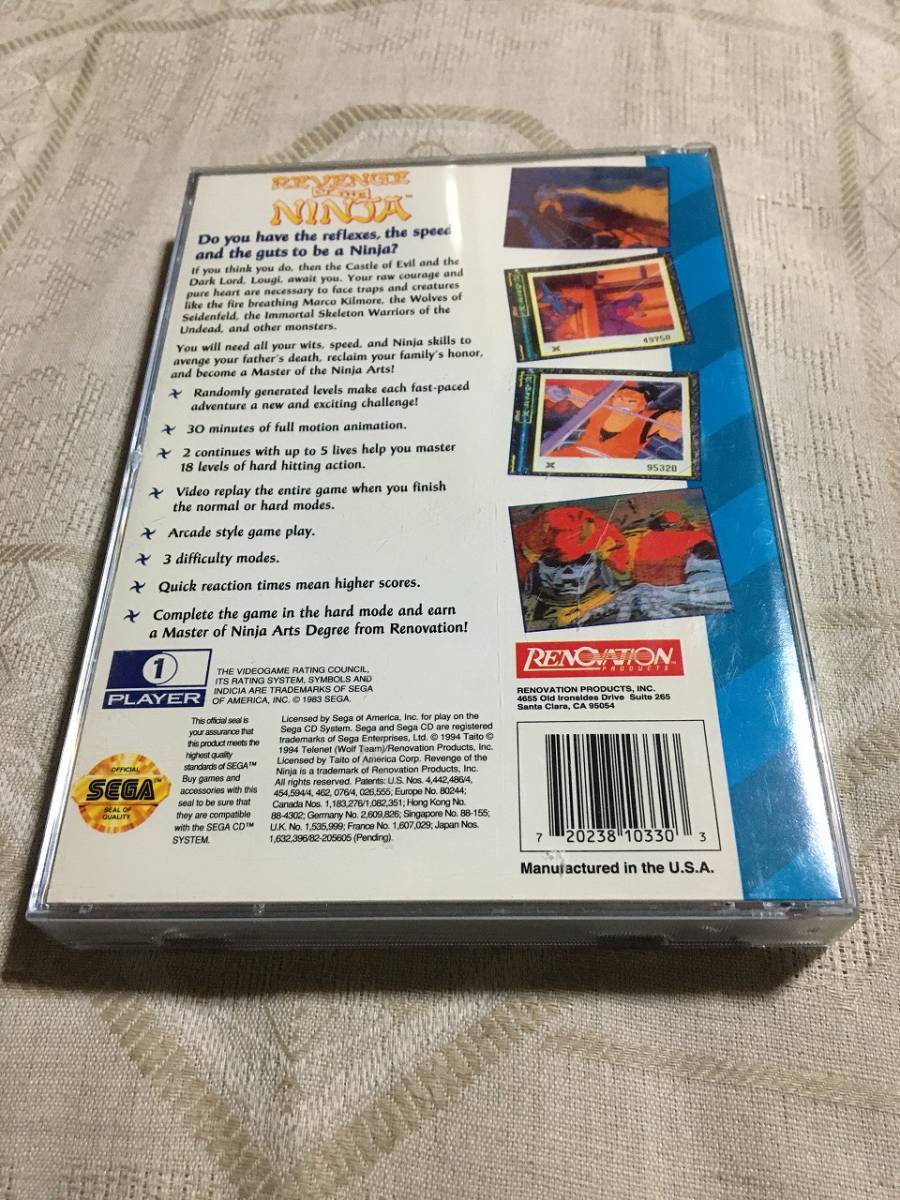 REVENGE
OF THE
NINJA™
Do you have the reflexes, the speed
and the guts to be a Ninja?
If you think you do, then the Castle of Evil and the
Dark Lord, Lougi, await you. Your raw courage and
pure heart are necessary to face traps and creatures
like the fire breathing Marco Kilmore, the Wolves of
Seidenfeld, the Immortal Skeleton Warriors of the
Undead, and other monsters.
You will need all your wits, speed, and Ninja skills to
avenge your father's death, reclaim your family's honor,
and become a Master of the Ninja Arts!
Randomly generated levels make each fast-paced
adventure a new and exciting challenge!
30 minutes of full motion animation.
2 continues with up to 5 lives help you master
18 levels of hard hitting action.
Video replay the entire game when you finish
the normal or hard modes.
Arcade style game play.
3 difficulty modes.
Quick reaction times mean higher scores.
Complete the game in the hard mode and earn
a Master of Ninja Arts Degree from Renovation!
49750
95320
1
PLAYER
THE VIDEOGAME RATING COUNCIL,
ITS RATING SYSTEM, SYMBOLS AND
INDICIA ARE TRADEMARKS OF SEGA
OF AMERICA, INC. © 1983 SEGA.
OFFICIAL
SEGA™
SEAL OF
QUALITY
This official seal is
your assurance that
this product meets the
highest quality
standards of SEGA™
Buy games and
accessories with this
seal to be sure that
they are compatible
with the SEGA CD™
SYSTEM.
Licensed by Sega of America, Inc. for play on the
Sega CD System. Sega and Sega CD are registered
trademarks of Sega Enterprises, Ltd. © 1994 Taito ©
1994 Telenet (Wolf Team)/Renovation Products, Inc.
Licensed by Taito of America Corp. Revenge of the
Ninja is a trademark of Renovation Products, Inc.
All rights reserved. Patents: U.S. Nos. 4,442,486/4,
454,594/4, 462, 076/4, 026,555; Europe No. 80244;
Canada Nos. 1,183,276/1,082,351; Hong Kong No.
88-4302; Germany No. 2,609,826; Singapore No. 88-155;
U.K. No. 1,535,999; France No. 1,607,029; Japan Nos.
1,632,396/82-205605 (Pending).
RENOVATION™
PRODUCTS
RENOVATION PRODUCTS, INC.
4655 Old Ironsides Drive Suite 265
Santa Clara, CA 95054
7 20238 10330 3
Manufactured in the U.S.A.